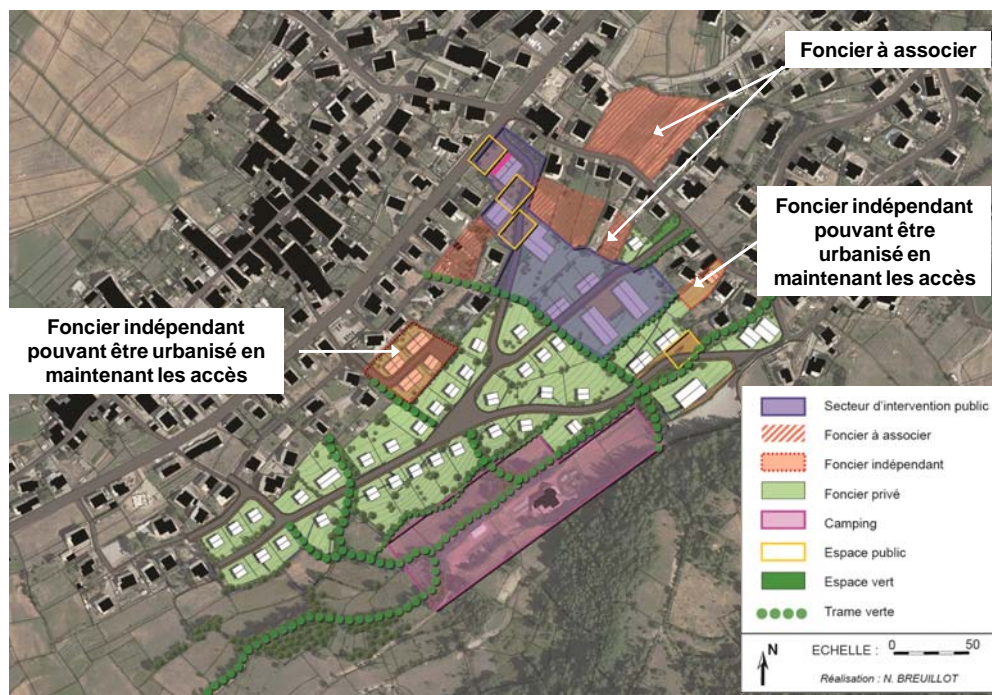 Foncier à associer
Foncier indépendant
pouvant être
urbanisé en
maintenant les accès
Foncier indépendant
pouvant être urbanisé en
maintenant les accès
Secteur d'intervention public
Foncier à associer
Foncier indépendant
Foncier privé
Camping
Espace public
Espace vert
Trame verte
N
ECHELLE : 0 50
Réalisation : N. BREUILLOT